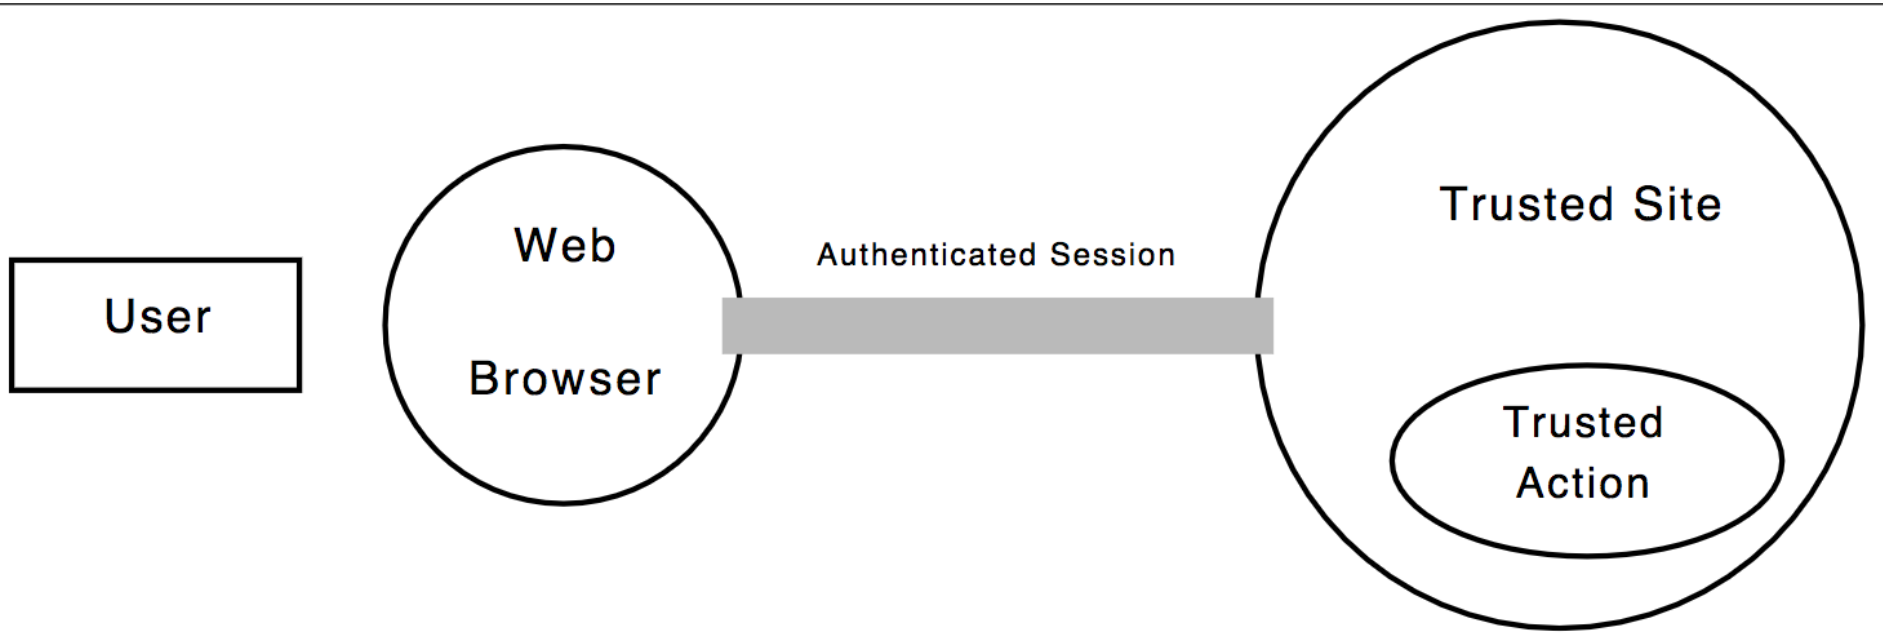 User
Web
Browser
Authenticated Session
Trusted Site
Trusted
Action